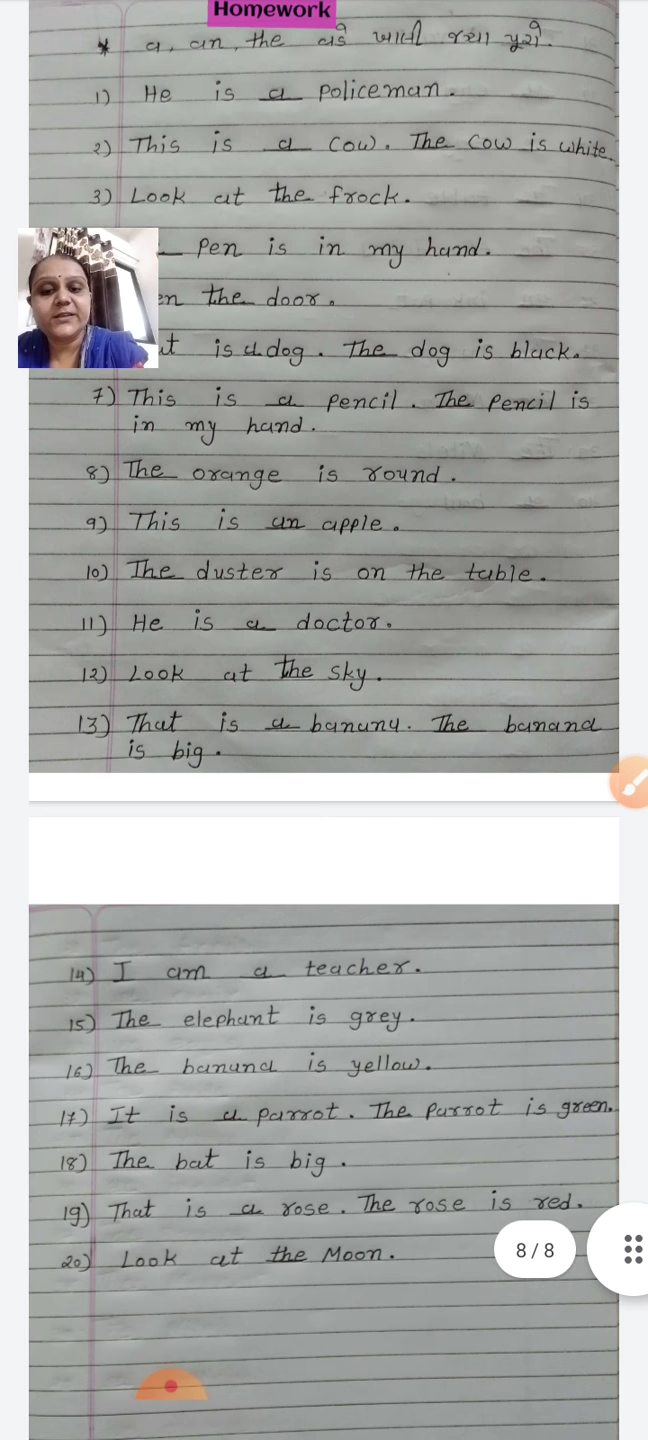 Homework
* a, an, the વડે ખાલી જગ્યા પૂરો.
1) He is a policeman.
2) This is a cow. The cow is white.
3) Look at the frock.
Pen is in my hand.
en the door.
at is a dog. The dog is black.
7) This is a pencil. The pencil is
in my hand.
8) The orange is round.
9) This is an apple.
10) The duster is on the table.
11) He is a doctor.
12) Look at the sky.
13) That is a banana. The banana
is big.
14) I am a teacher.
15) The elephant is grey.
16) The banana is yellow.
17) It is a parrot. The parrot is green.
18) The bat is big.
19) That is a rose. The rose is red.
20) Look at the Moon.
8/8